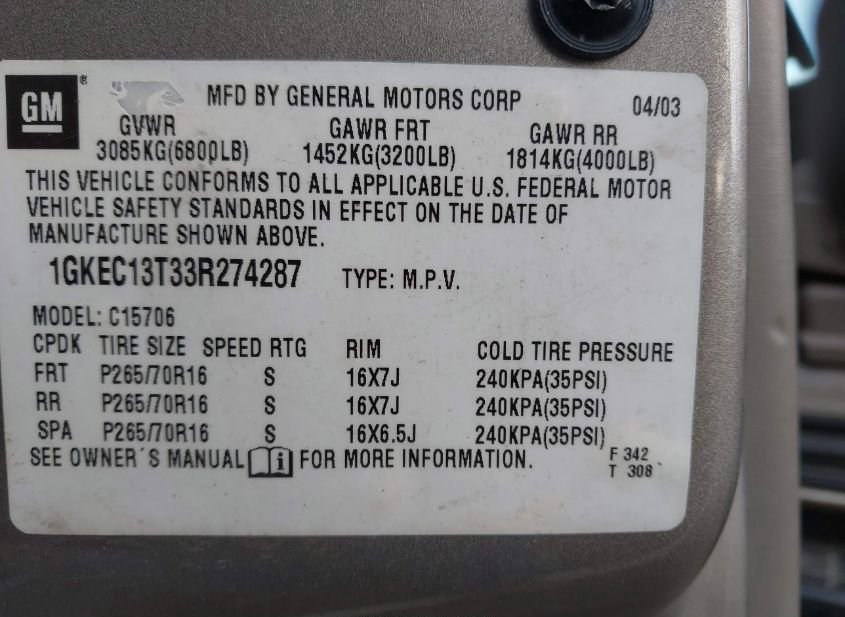 GM ® MFD BY GENERAL MOTORS CORP 04/03
GVWR GAWR FRT GAWR RR
3085KG(6800LB) 1452KG(3200LB) 1814KG(4000LB)
THIS VEHICLE CONFORMS TO ALL APPLICABLE U.S. FEDERAL MOTOR
VEHICLE SAFETY STANDARDS IN EFFECT ON THE DATE OF
MANUFACTURE SHOWN ABOVE.
1GKEC13T33R274287 TYPE: M.P.V.
MODEL: C15706
CPDK TIRE SIZE SPEED RTG RIM COLD TIRE PRESSURE
FRT P265/70R16 S 16X7J 240KPA(35PSI)
RR P265/70R16 S 16X7J 240KPA(35PSI)
SPA P265/70R16 S 16X6.5J 240KPA(35PSI)
SEE OWNER´S MANUAL i FOR MORE INFORMATION.
F 342
T 308